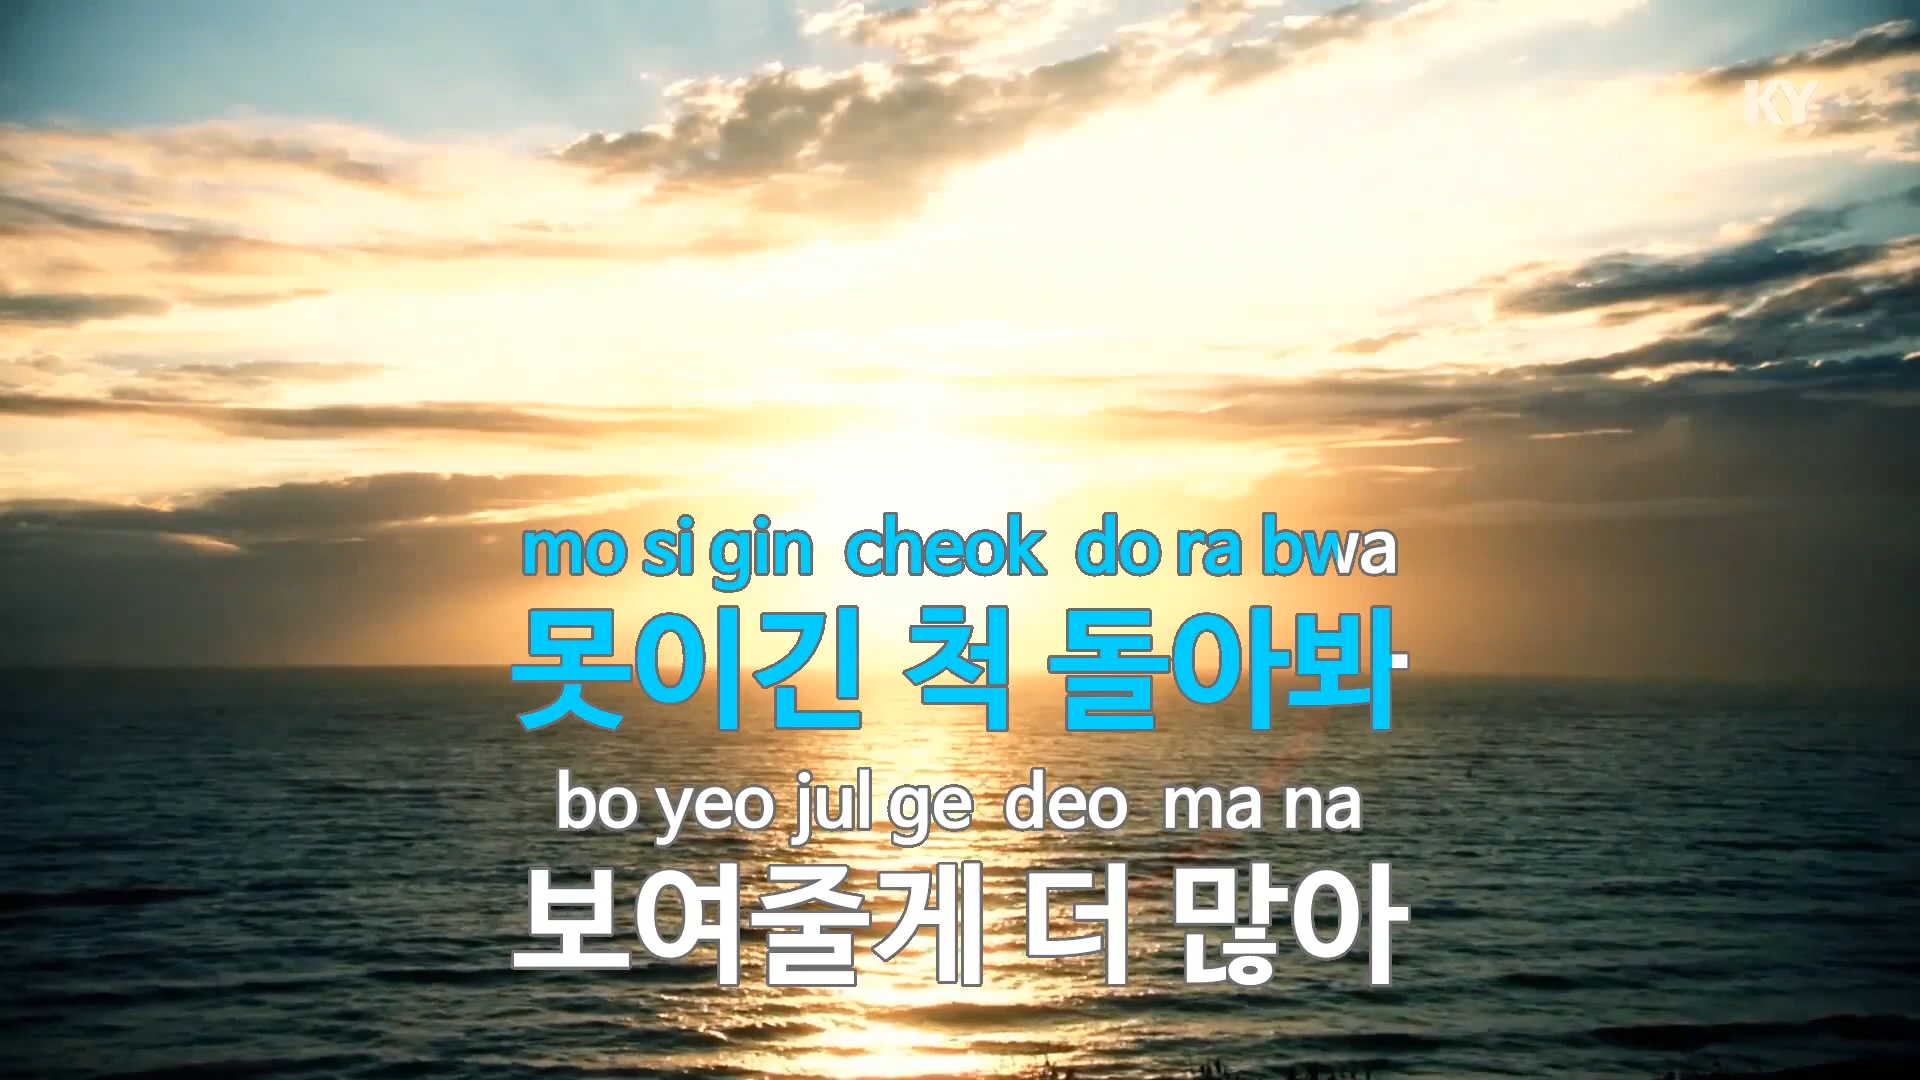 KY
mo si gin cheok do ra bwa
못이긴 척 돌아봐
bo yeo jul ge deo ma na
보여줄게 더 많아